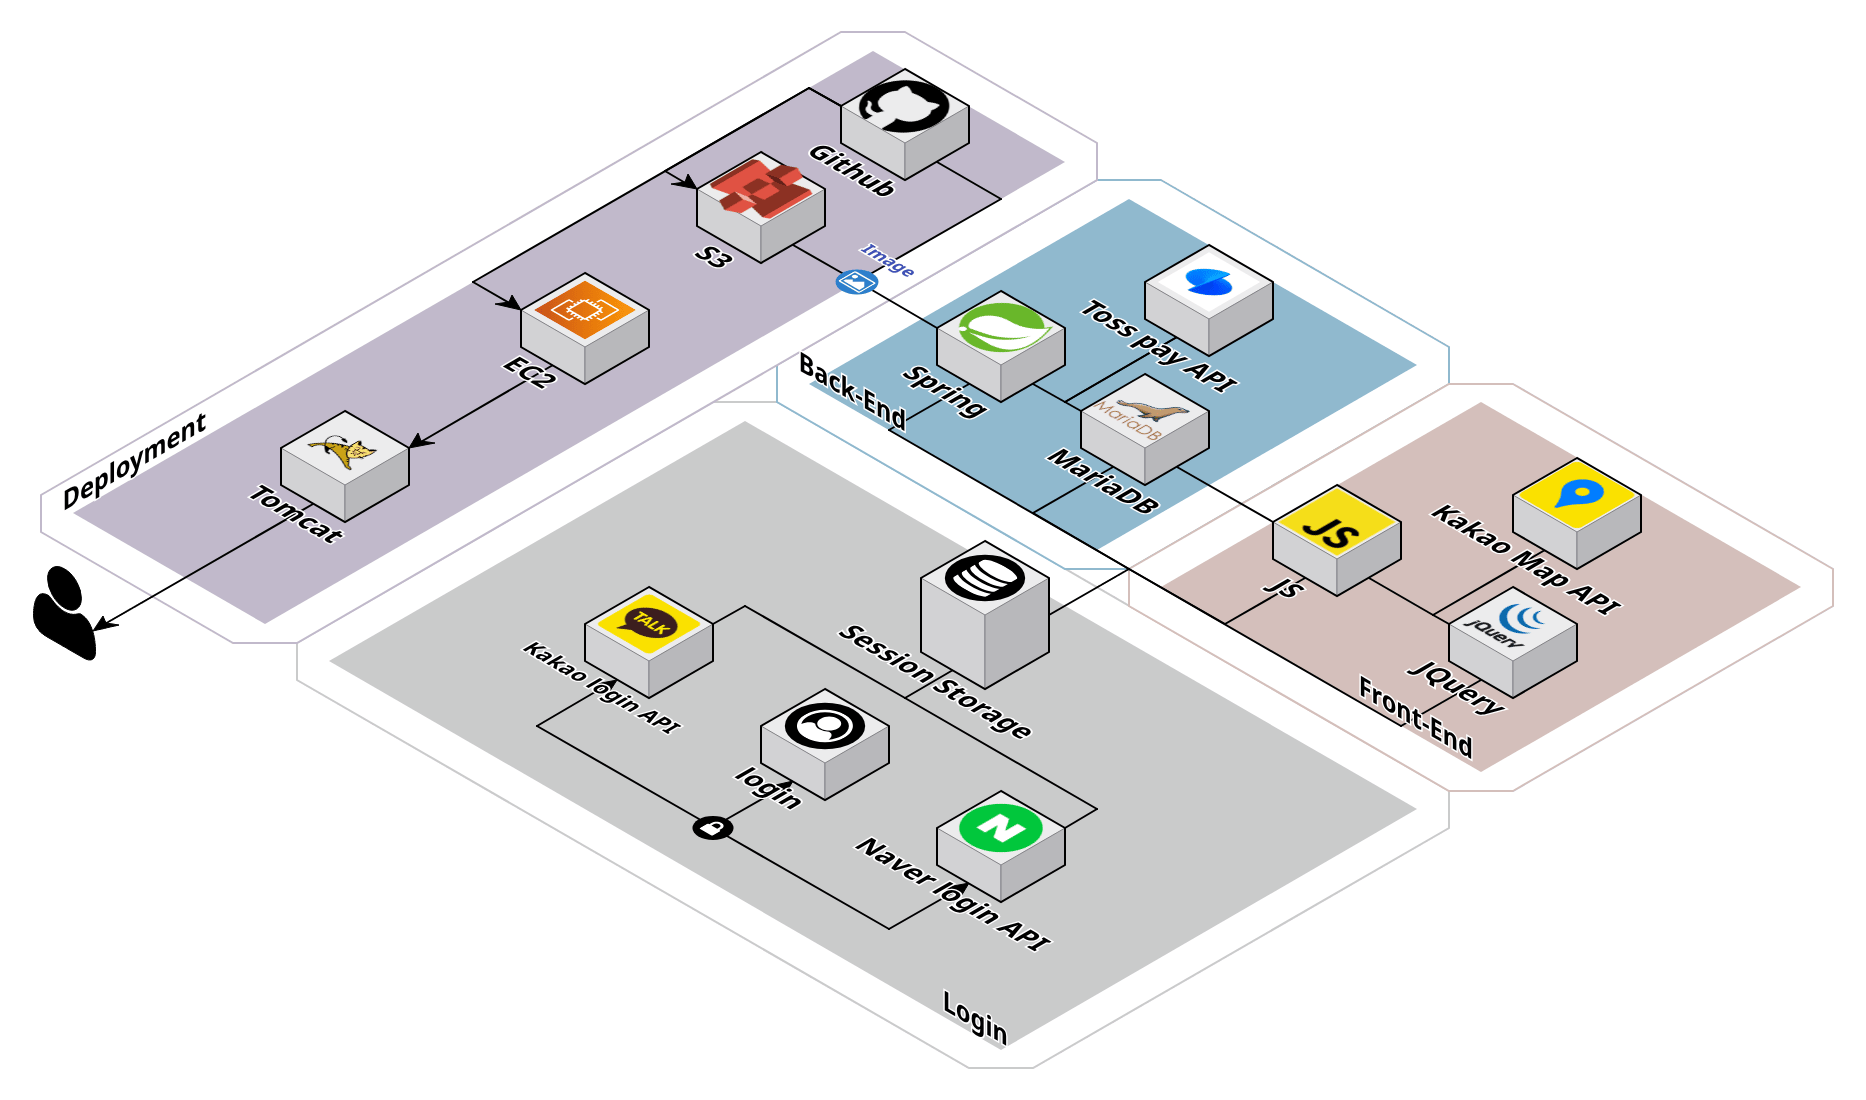 Github
S3
Image
EC2
Deployment
Tomcat
Toss pay API
Spring
Back-End
MariaDB
MariaDB
JS
JS
Kakao Map API
jQuery
JQuery
Front-End
TALK
Kakao login API
Session Storage
login
N
Naver login API
Login